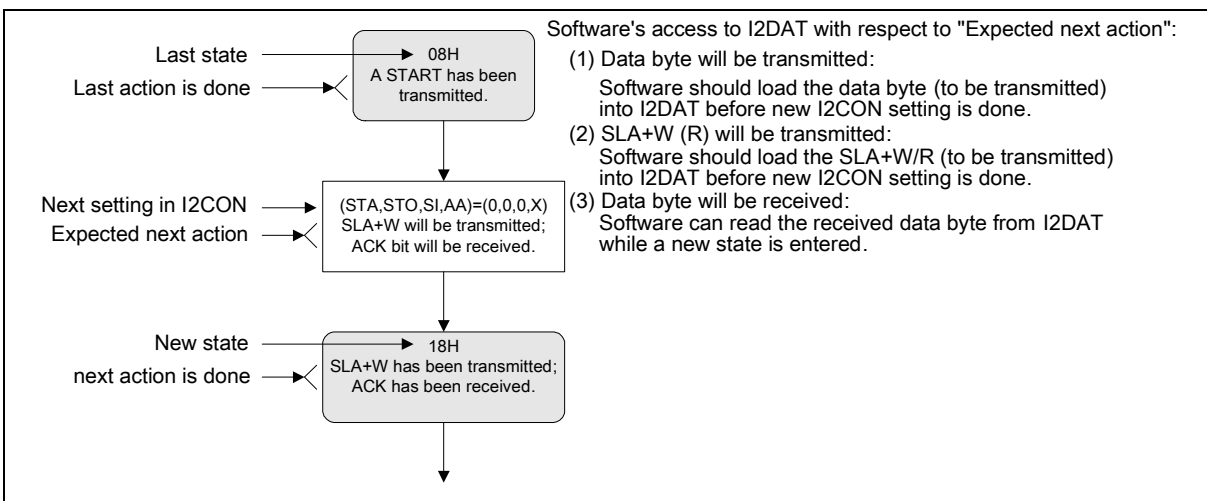 Last state
Last action is done
08H
A START has been
transmitted.
Next setting in I2CON
Expected next action
(STA,STO,SI,AA)=(0,0,0,X)
SLA+W will be transmitted;
ACK bit will be received.
New state
next action is done
18H
SLA+W has been transmitted;
ACK has been received.
Software's access to I2DAT with respect to "Expected next action":
(1) Data byte will be transmitted:
Software should load the data byte (to be transmitted)
into I2DAT before new I2CON setting is done.
(2) SLA+W (R) will be transmitted:
Software should load the SLA+W/R (to be transmitted)
into I2DAT before new I2CON setting is done.
(3) Data byte will be received:
Software can read the received data byte from I2DAT
while a new state is entered.